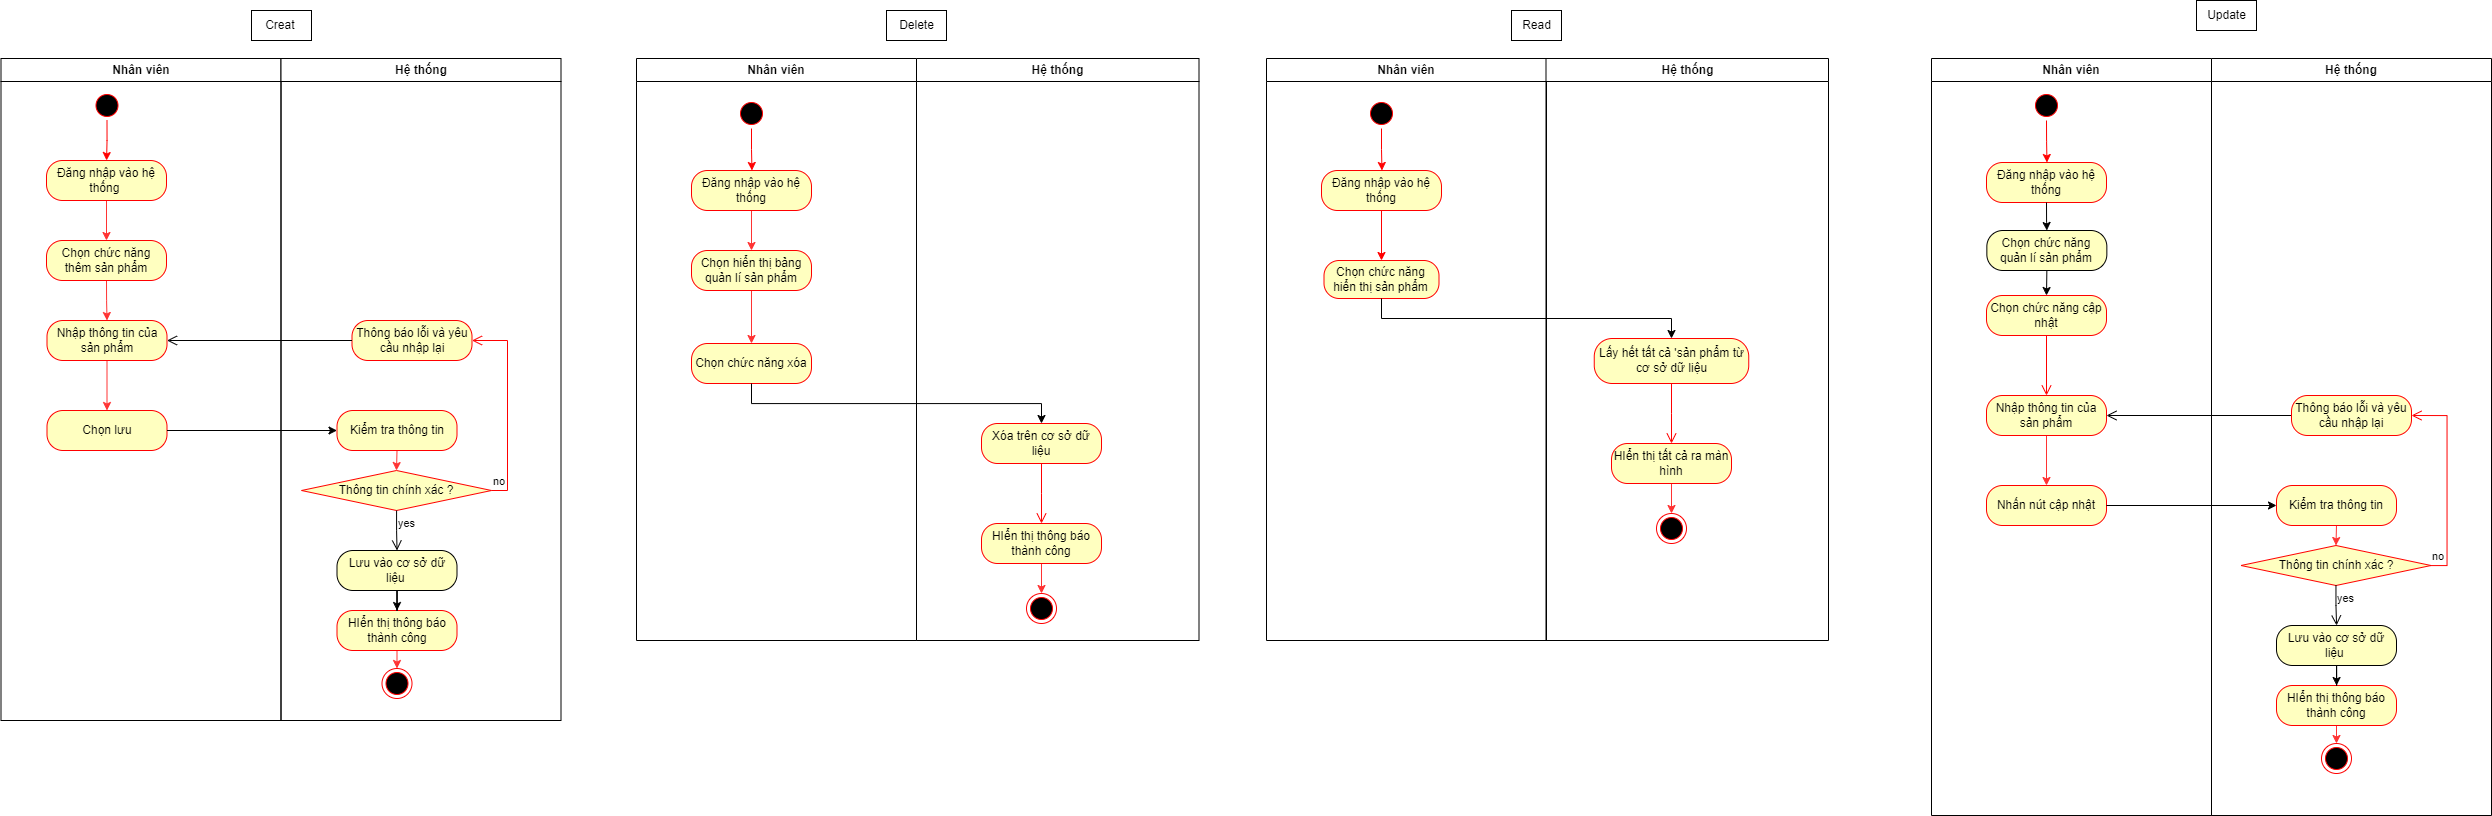 Creat
Nhân viên
Hệ thống
Đăng nhập vào hệ
thống
Chọn chức năng
thêm sản phẩm
Nhập thông tin của
sản phẩm
Thông báo lỗi và yêu
cầu nhập lại
Chọn lưu
Kiểm tra thông tin
Thông tin chính xác ?
no
yes
Lưu vào cơ sở dữ
liệu
HIển thị thông báo
thành công
Delete
Nhân viên
Hệ thống
Đăng nhập vào hệ
thống
Chọn hiển thị bảng
quản lí sản phẩm
Chọn chức năng xóa
Xóa trên cơ sở dữ
liệu
HIển thị thông báo
thành công
Read
Nhân viên
Hệ thống
Đăng nhập vào hệ
thống
Chọn chức năng
hiển thị sản phẩm
Lấy hết tất cả 'sản phẩm từ
cơ sở dữ liệu
HIển thị tất cả ra màn
hình
Update
Nhân viên
Hệ thống
Đăng nhập vào hệ
thống
Chọn chức năng
quản lí sản phẩm
Chọn chức năng cập
nhật
Nhập thông tin của
sản phẩm
Thông báo lỗi và yêu
cầu nhập lại
Nhấn nút cập nhật
Kiểm tra thông tin
Thông tin chính xác ?
no
yes
Lưu vào cơ sở dữ
liệu
HIển thị thông báo
thành công